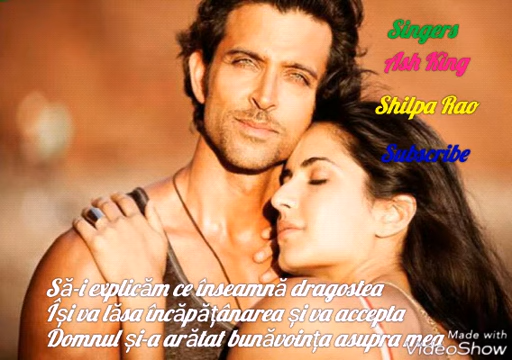 Singers
Ash King
Shilpa Rao
Subscribe
Să-i explicăm ce înseamnă dragostea
Își va lăsa încăpățânarea și va accepta
Domnul și-a arătat bunăvoința asupra mea
Made with
VideoShow